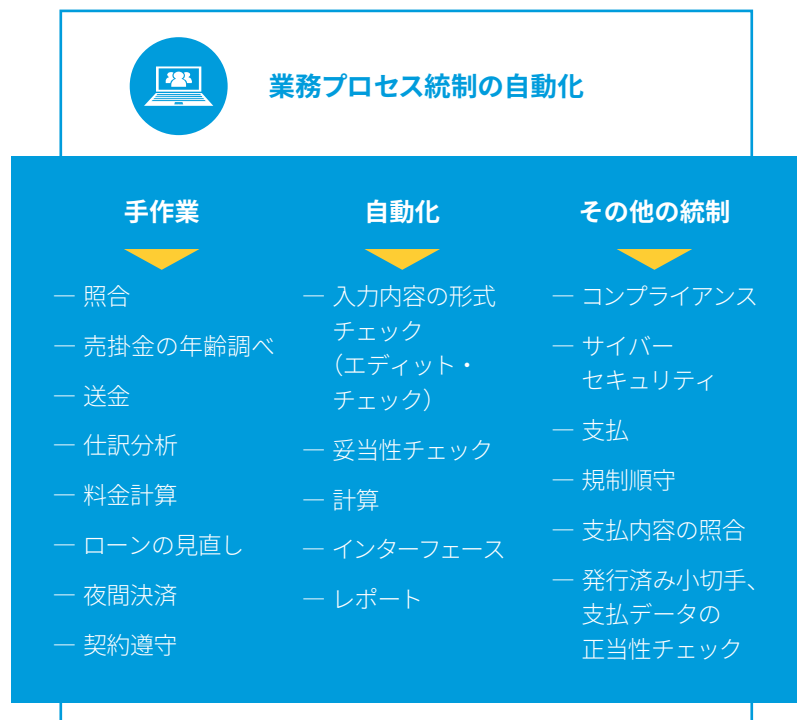 業務プロセス統制の自動化
手作業
― 照合
― 売掛金の年齢調べ
― 送金
― 仕訳分析
― 料金計算
― ローンの見直し
― 夜間決済
― 契約遵守
自動化
― 入力内容の形式
チェック
（エディット・
チェック）
― 妥当性チェック
― 計算
― インターフェース
― レポート
その他の統制
― コンプライアンス
― サイバー
セキュリティ
― 支払
― 規制順守
― 支払内容の照合
― 発行済み小切手、
支払データの
正当性チェック